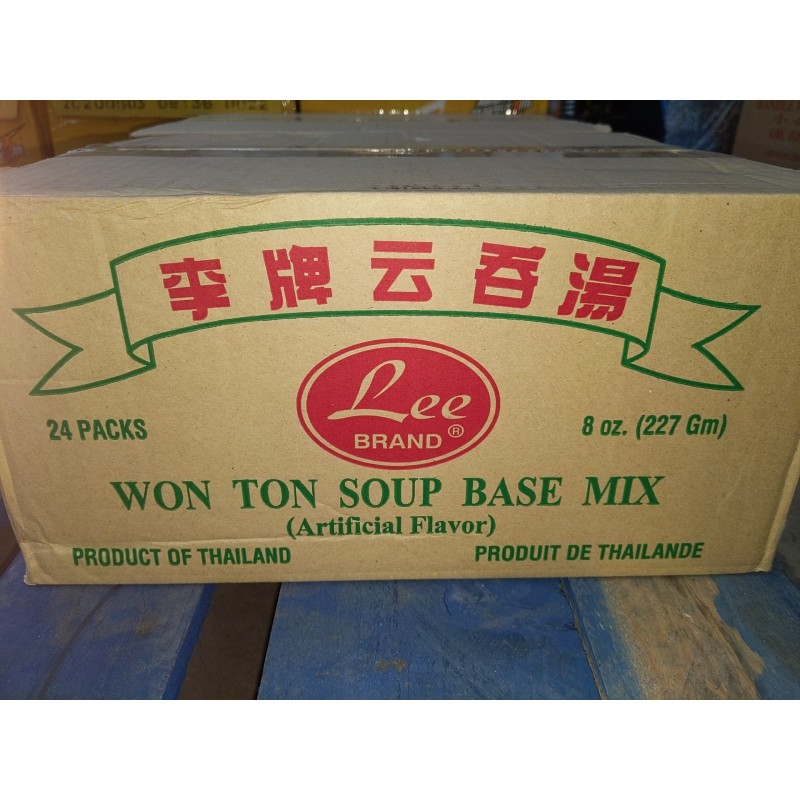 李牌云吞湯
Lee
BRAND®
24 PACKS
8 oz. (227 Gm)
WON TON SOUP BASE MIX
(Artificial Flavor)
PRODUCT OF THAILAND
PRODUIT DE THAILANDE